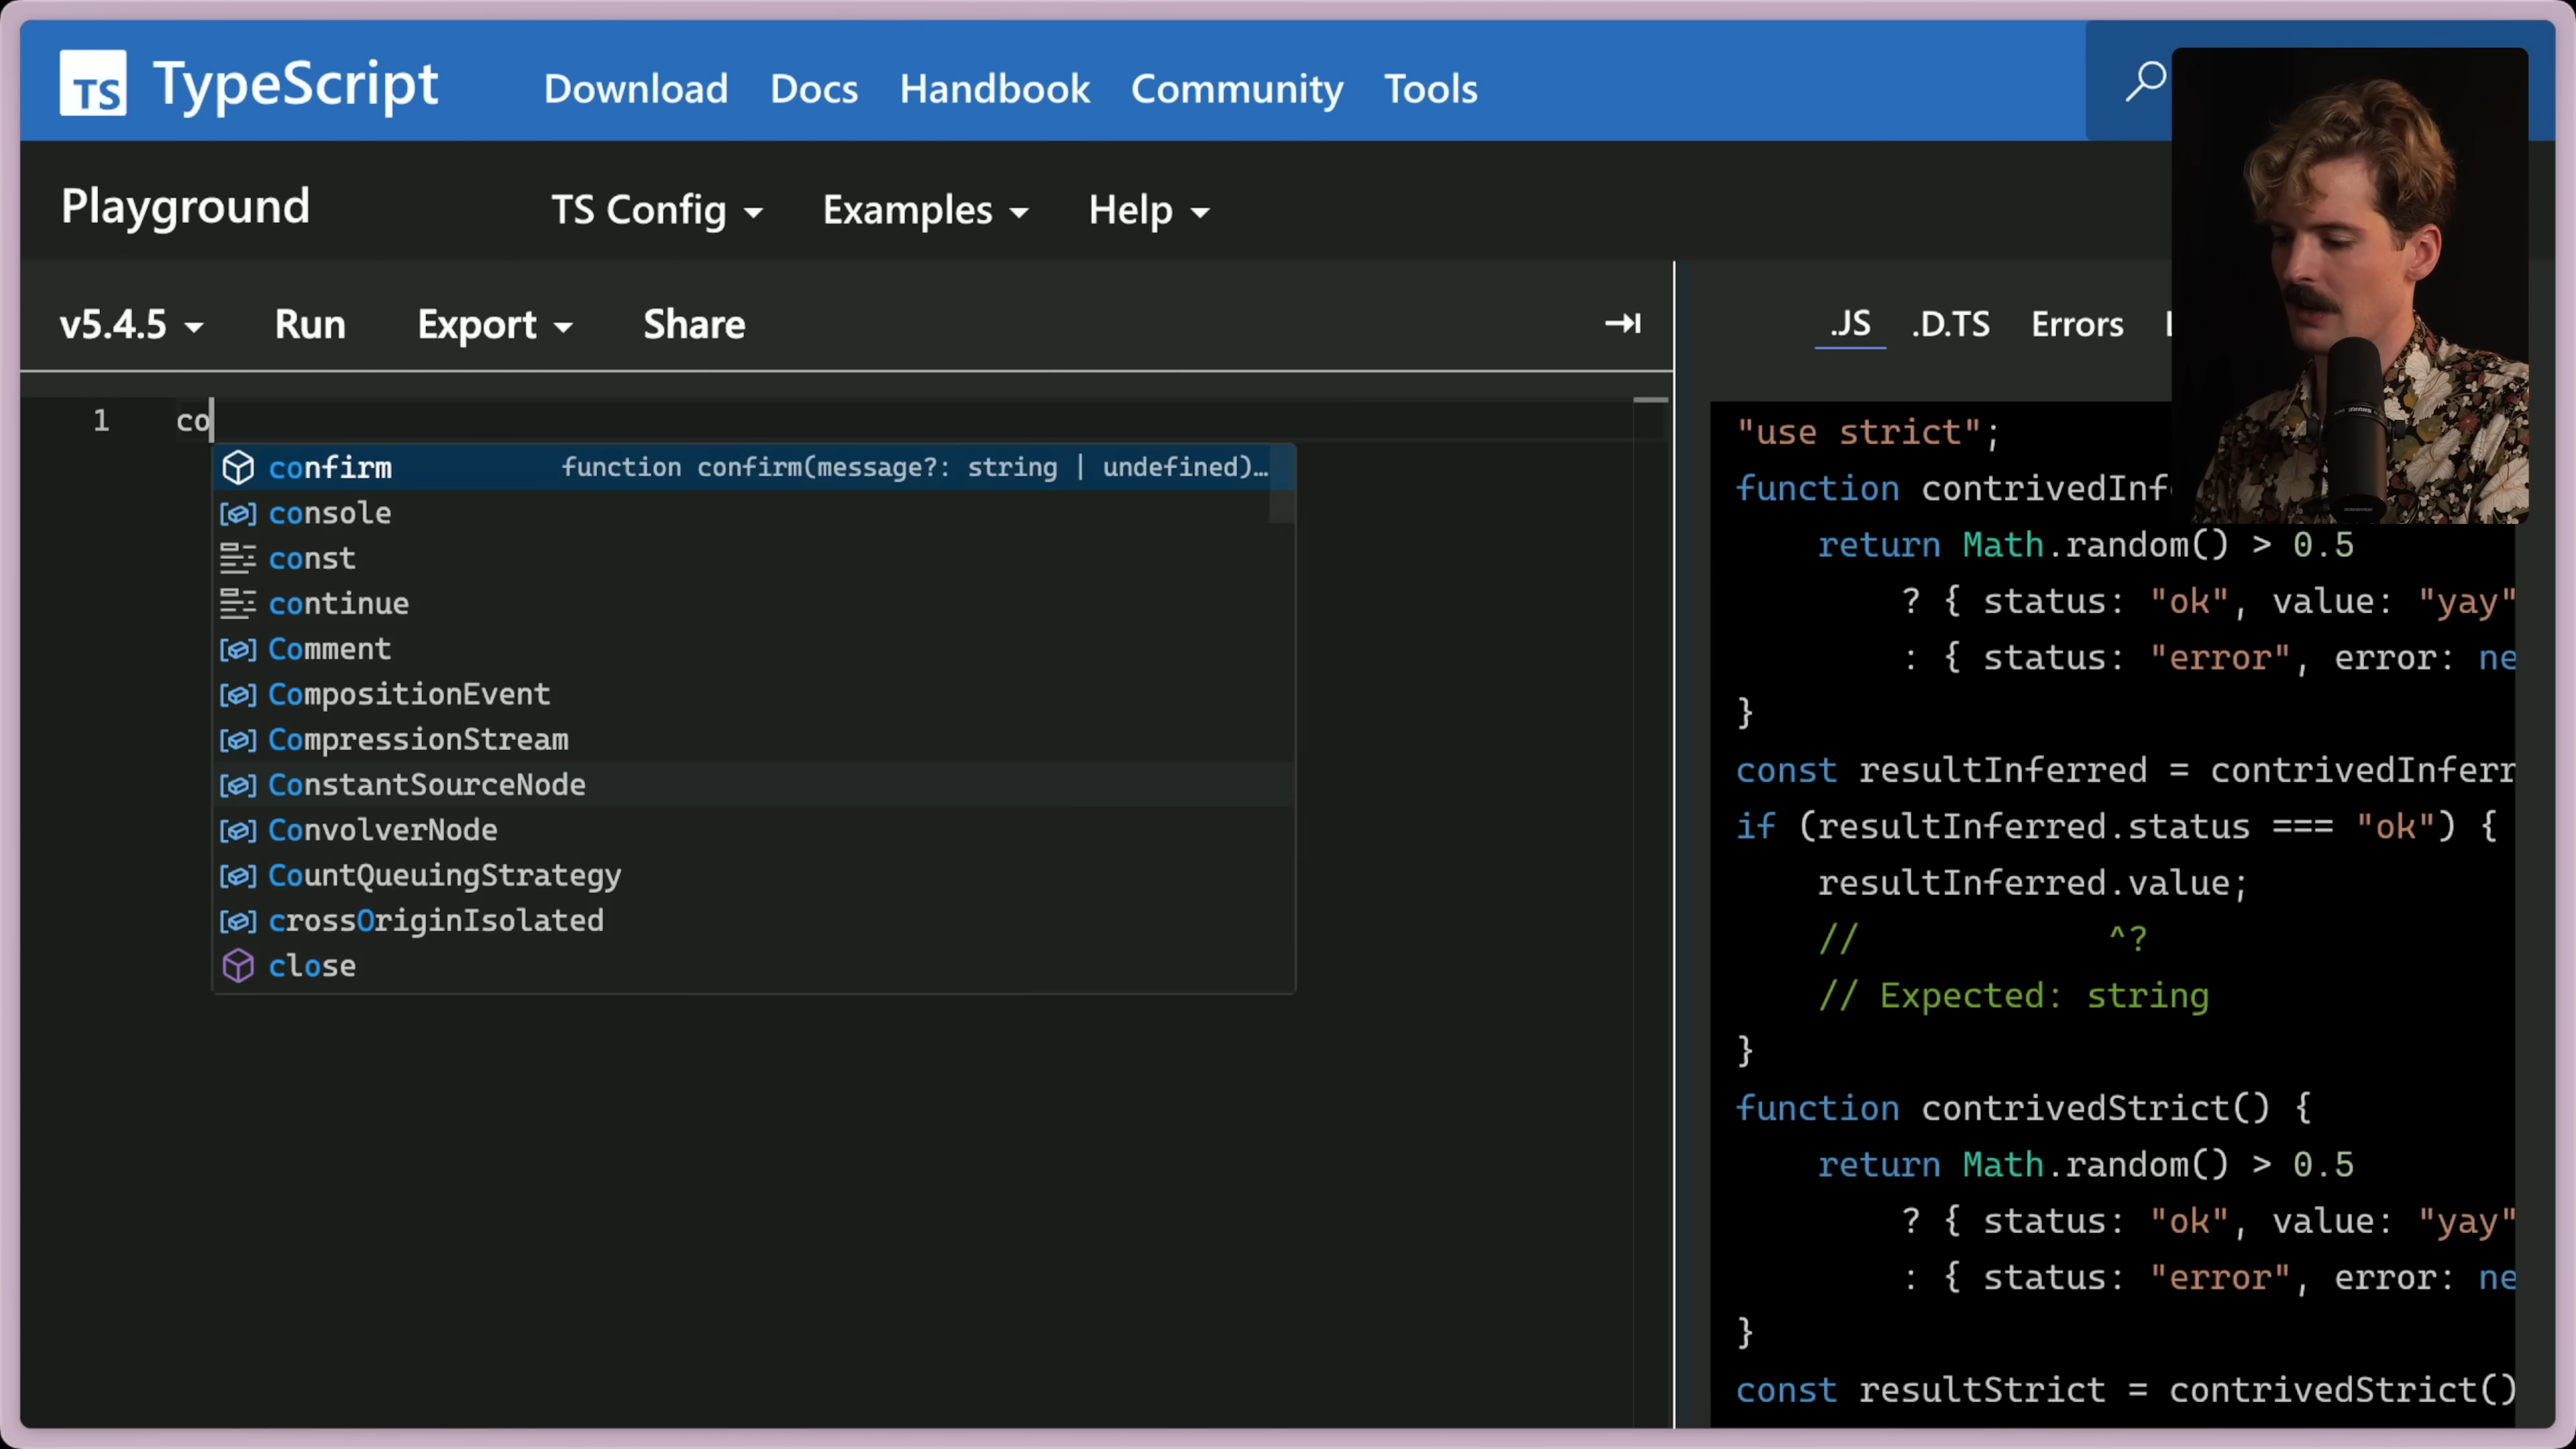 TS TypeScript Download Docs Handbook Community Tools
Playground TS Config Examples Help
v5.4.5 Run Export Share
.JS .D.TS Errors
1 co
confirm function confirm(message?: string | undefined)…
console
const
continue
Comment
CompositionEvent
CompressionStream
ConstantSourceNode
ConvolverNode
CountQueuingStrategy
crossOriginIsolated
close
"use strict";
function contrivedInf
return Math.random() > 0.5
? { status: "ok", value: "yay"
: { status: "error", error: ne
}
const resultInferred = contrivedInferr
if (resultInferred.status === "ok") {
resultInferred.value;
// ^?
// Expected: string
}
function contrivedStrict() {
return Math.random() > 0.5
? { status: "ok", value: "yay"
: { status: "error", error: ne
}
const resultStrict = contrivedStrict()